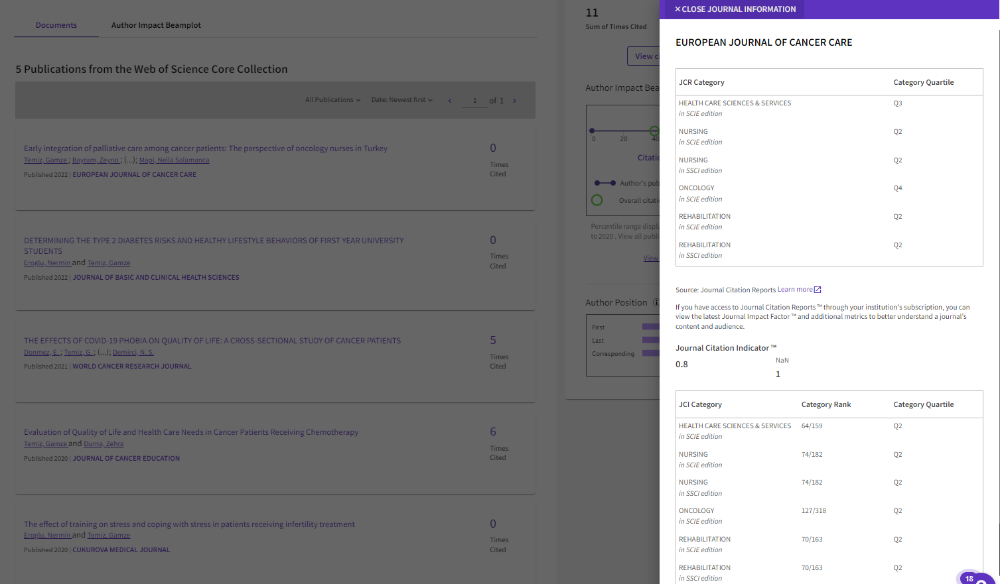 Documents
Author Impact Beamplot
5 Publications from the Web of Science Core Collection
All Publications
Date: Newest first
1 of 1
Early integration of palliative care among cancer patients: The perspective of oncology nurses in Turkey
Temiz, Gamze ; Bayram, Zeyno ; (...); Mapi, Neila Salamanca
Published 2022 | EUROPEAN JOURNAL OF CANCER CARE
0
Times
Cited
DETERMINING THE TYPE 2 DIABETES RISKS AND HEALTHY LIFESTYLE BEHAVIORS OF FIRST YEAR UNIVERSITY
STUDENTS
Eroglu, Nermin and Temiz, Gamze
Published 2022 | JOURNAL OF BASIC AND CLINICAL HEALTH SCIENCES
0
Times
Cited
THE EFFECTS OF COVID-19 PHOBIA ON QUALITY OF LIFE: A CROSS-SECTIONAL STUDY OF CANCER PATIENTS
Donmez, E. ; Temiz, G. ; (...); Demirci, N. S.
Published 2021 | WORLD CANCER RESEARCH JOURNAL
5
Times
Cited
Evaluation of Quality of Life and Health Care Needs in Cancer Patients Receiving Chemotherapy
Temiz, Gamze and Durna, Zehra
Published 2020 | JOURNAL OF CANCER EDUCATION
6
Times
Cited
The effect of training on stress and coping with stress in patients receiving infertility treatment
Eroglu, Nermin and Temiz, Gamze
Published 2020 | CUKUROVA MEDICAL JOURNAL
0
Times
Cited
11
Sum of Times Cited
View c
Author Impact Bea
0 20 40
Citatio
Author's pub
Overall citati
Percentile range displa
to 2020 . View all publi
View
Author Position
First
Last
Corresponding
× CLOSE JOURNAL INFORMATION
EUROPEAN JOURNAL OF CANCER CARE
JCR Category Category Quartile
HEALTH CARE SCIENCES & SERVICES Q3
in SCIE edition
NURSING Q2
in SCIE edition
NURSING Q2
in SSCI edition
ONCOLOGY Q4
in SCIE edition
REHABILITATION Q2
in SCIE edition
REHABILITATION Q2
in SSCI edition
Source: Journal Citation Reports Learn more
If you have access to Journal Citation Reports ™ through your institution's subscription, you can
view the latest Journal Impact Factor ™ and additional metrics to better understand a journal's
content and audience.
Journal Citation Indicator ™
0.8
NaN
1
JCI Category Category Rank Category Quartile
HEALTH CARE SCIENCES & SERVICES 64/159 Q2
in SCIE edition
NURSING 74/182 Q2
in SCIE edition
NURSING 74/182 Q2
in SSCI edition
ONCOLOGY 127/318 Q2
in SCIE edition
REHABILITATION 70/163 Q2
in SCIE edition
REHABILITATION 70/163 Q2
in SSCI edition
18